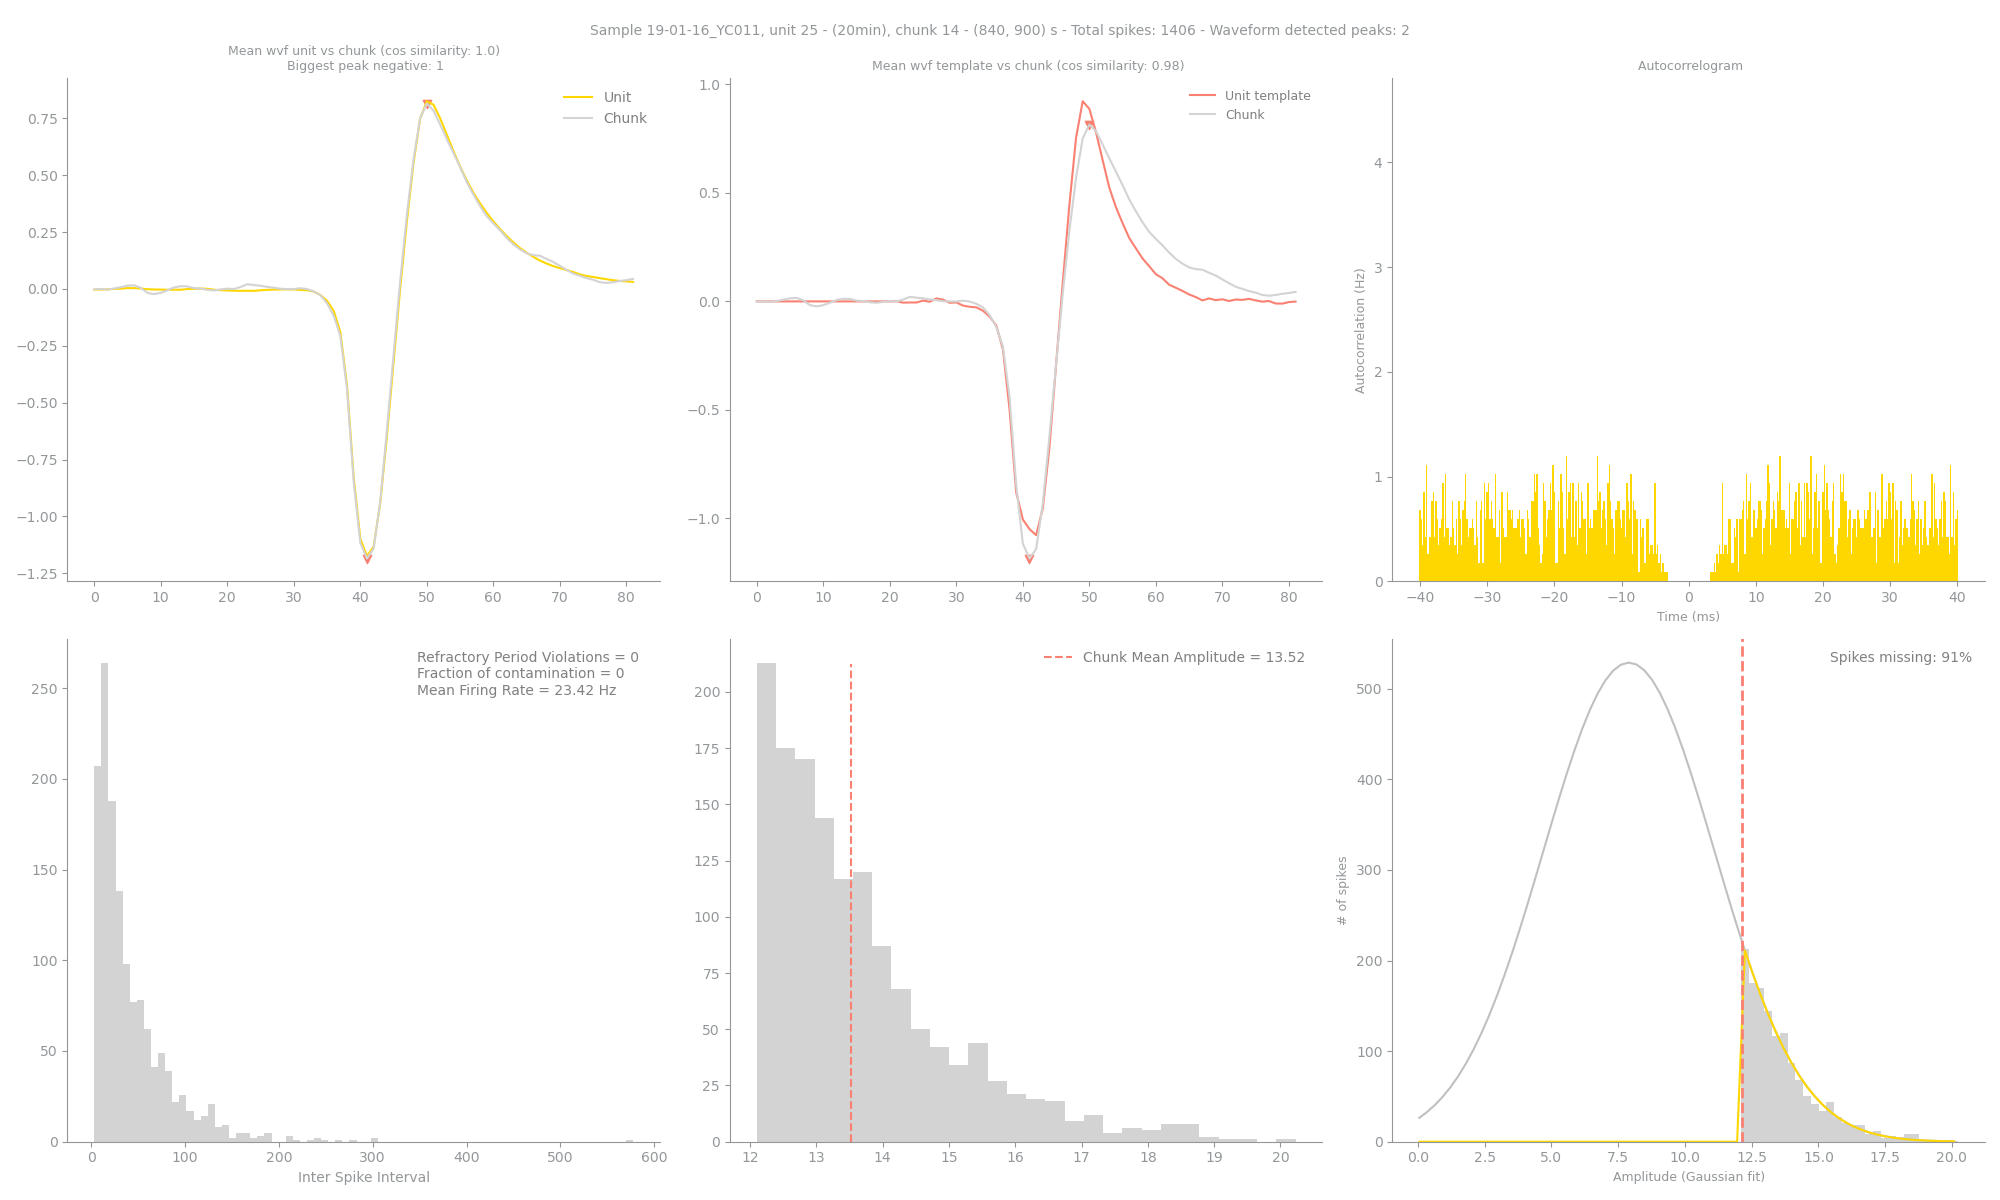 Sample 19-01-16_YC011, unit 25 - (20min), chunk 14 - (840, 900) s - Total spikes: 1406 - Waveform detected peaks: 2
Mean wvf unit vs chunk (cos similarity: 1.0)
Biggest peak negative: 1
Unit
Chunk
0.75
0.50
0.25
0.00
−0.25
−0.50
−0.75
−1.00
−1.25
0 10 20 30 40 50 60 70 80
Mean wvf template vs chunk (cos similarity: 0.98)
Unit template
Chunk
1.0
0.5
0.0
−0.5
−1.0
0 10 20 30 40 50 60 70 80
Autocorrelogram
Autocorrelation (Hz)
4
3
2
1
0
−40 −30 −20 −10 0 10 20 30 40
Time (ms)
Refractory Period Violations = 0
Fraction of contamination = 0
Mean Firing Rate = 23.42 Hz
250
200
150
100
50
0
0 100 200 300 400 500 600
Inter Spike Interval
Chunk Mean Amplitude = 13.52
200
175
150
125
100
75
50
25
0
12 13 14 15 16 17 18 19 20
Spikes missing: 91%
# of spikes
500
400
300
200
100
0
0.0 2.5 5.0 7.5 10.0 12.5 15.0 17.5 20.0
Amplitude (Gaussian fit)